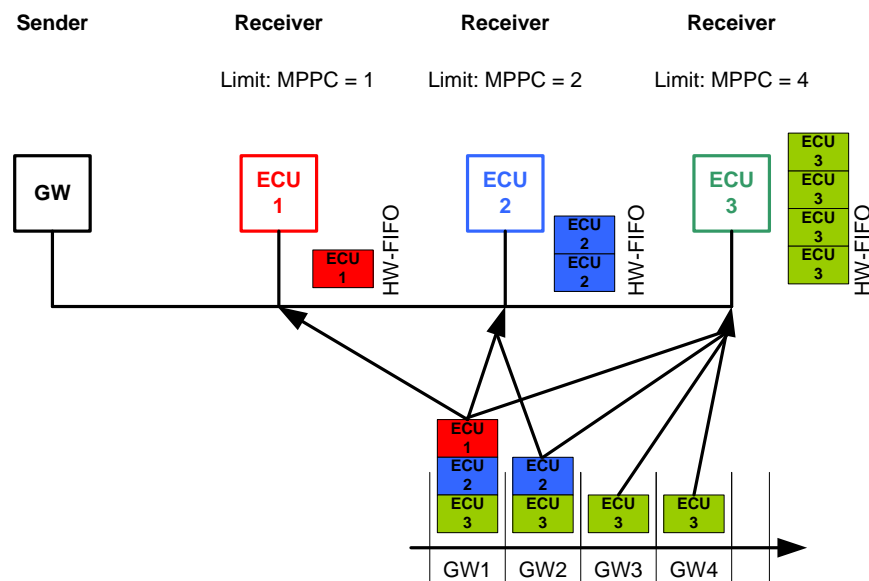 Sender
Receiver
Receiver
Receiver
Limit: MPPC = 1
Limit: MPPC = 2
Limit: MPPC = 4
GW
ECU
1
ECU
2
ECU
3
ECU
1
HW-FIFO
ECU
2
ECU
2
HW-FIFO
ECU
3
ECU
3
ECU
3
ECU
3
HW-FIFO
ECU
1
ECU
2
ECU
3
ECU
2
ECU
3
ECU
3
ECU
3
GW1
GW2
GW3
GW4